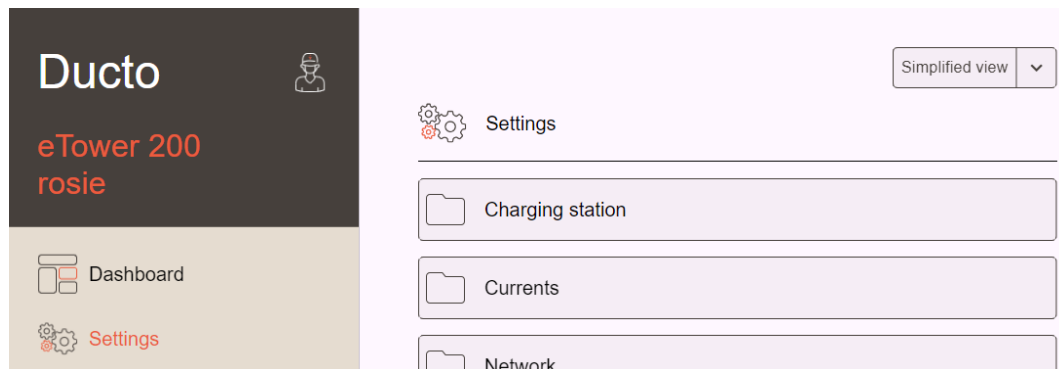 Ducto
eTower 200
rosie
Dashboard
Settings
Simplified view
Settings
Charging station
Currents
Network